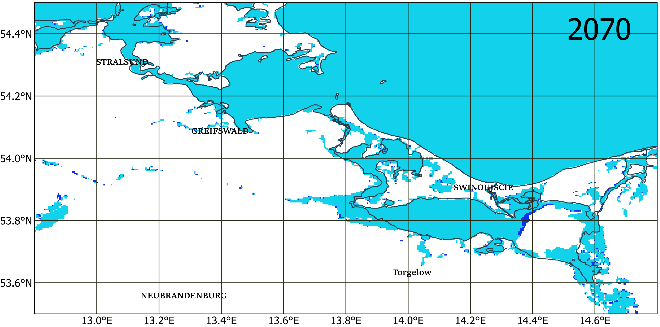 2070
54.4°N
STRALSUND
54.2°N
GREIFSWALD
54.0°N
SWINOUJSCIE
53.8°N
Torgelow
53.6°N
NEUBRANDENBURG
13.0°E 13.2°E 13.4°E 13.6°E 13.8°E 14.0°E 14.2°E 14.4°E 14.6°E